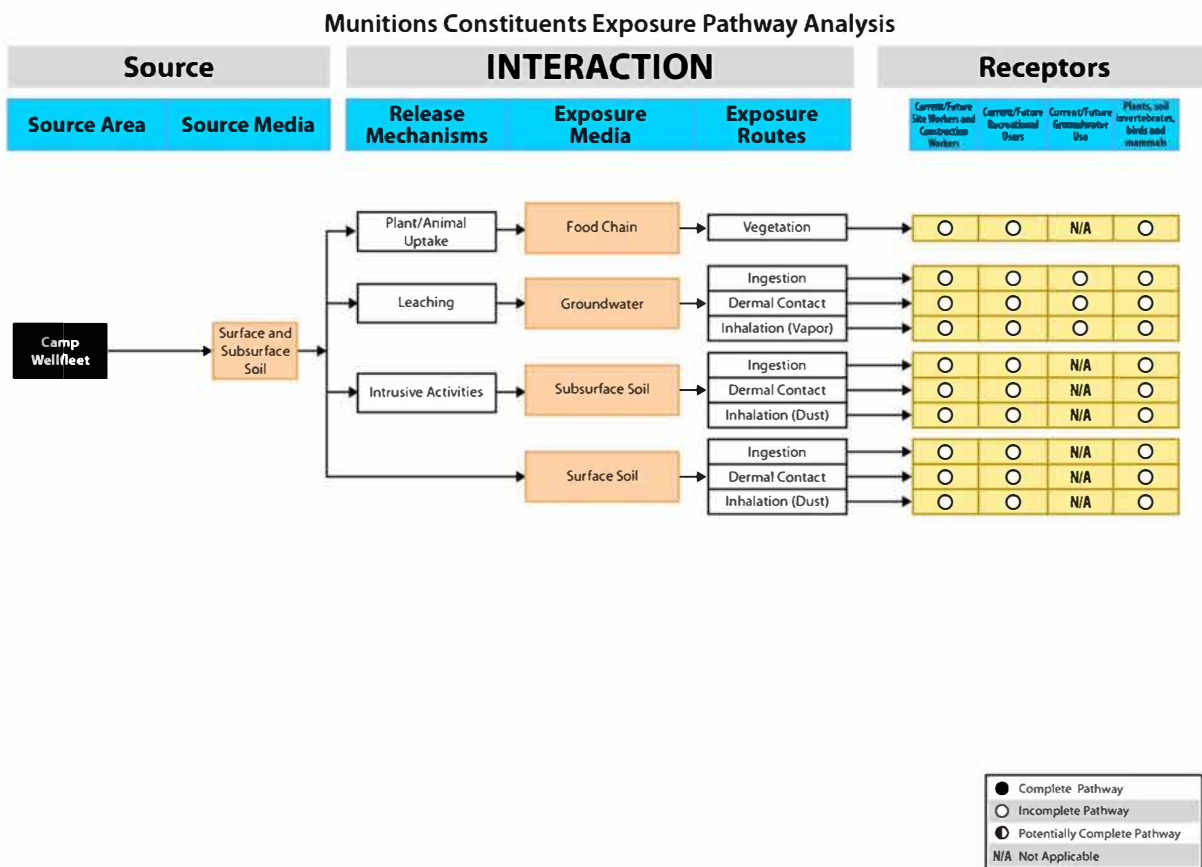 Munitions Constituents Exposure Pathway Analysis
Source
INTERACTION
Receptors
Source Area
Source Media
Release
Mechanisms
Exposure
Media
Exposure
Routes
Current/Future
Site Workers and
Construction
Workers
Current/Future
Recreational
Users
Current/Future
Groundwater
Use
Plants, soil
invertebrates,
birds and
mammals
Camp
Wellfleet
Surface and
Subsurface
Soil
Plant/Animal
Uptake
Food Chain
Vegetation
N/A
Leaching
Groundwater
Ingestion
Dermal Contact
Inhalation (Vapor)
Intrusive Activities
Subsurface Soil
Ingestion
N/A
Dermal Contact
N/A
Inhalation (Dust)
N/A
Surface Soil
Ingestion
N/A
Dermal Contact
N/A
Inhalation (Dust)
N/A
Complete Pathway
Incomplete Pathway
Potentially Complete Pathway
N/A Not Applicable